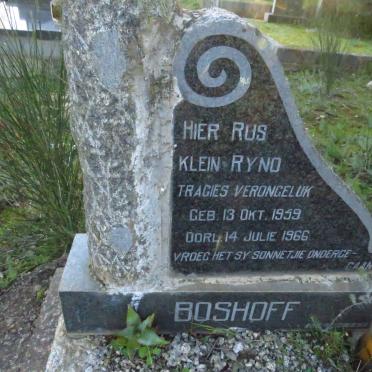 HIER RUS
KLEIN RYNO
TRAGIES VERONGELUK
GEB. 13 OKT. 1959
OORL. 14 JULIE 1966
VROEG HET SY SONNETJIE ONDERGE-
GAAN
BOSHOFF